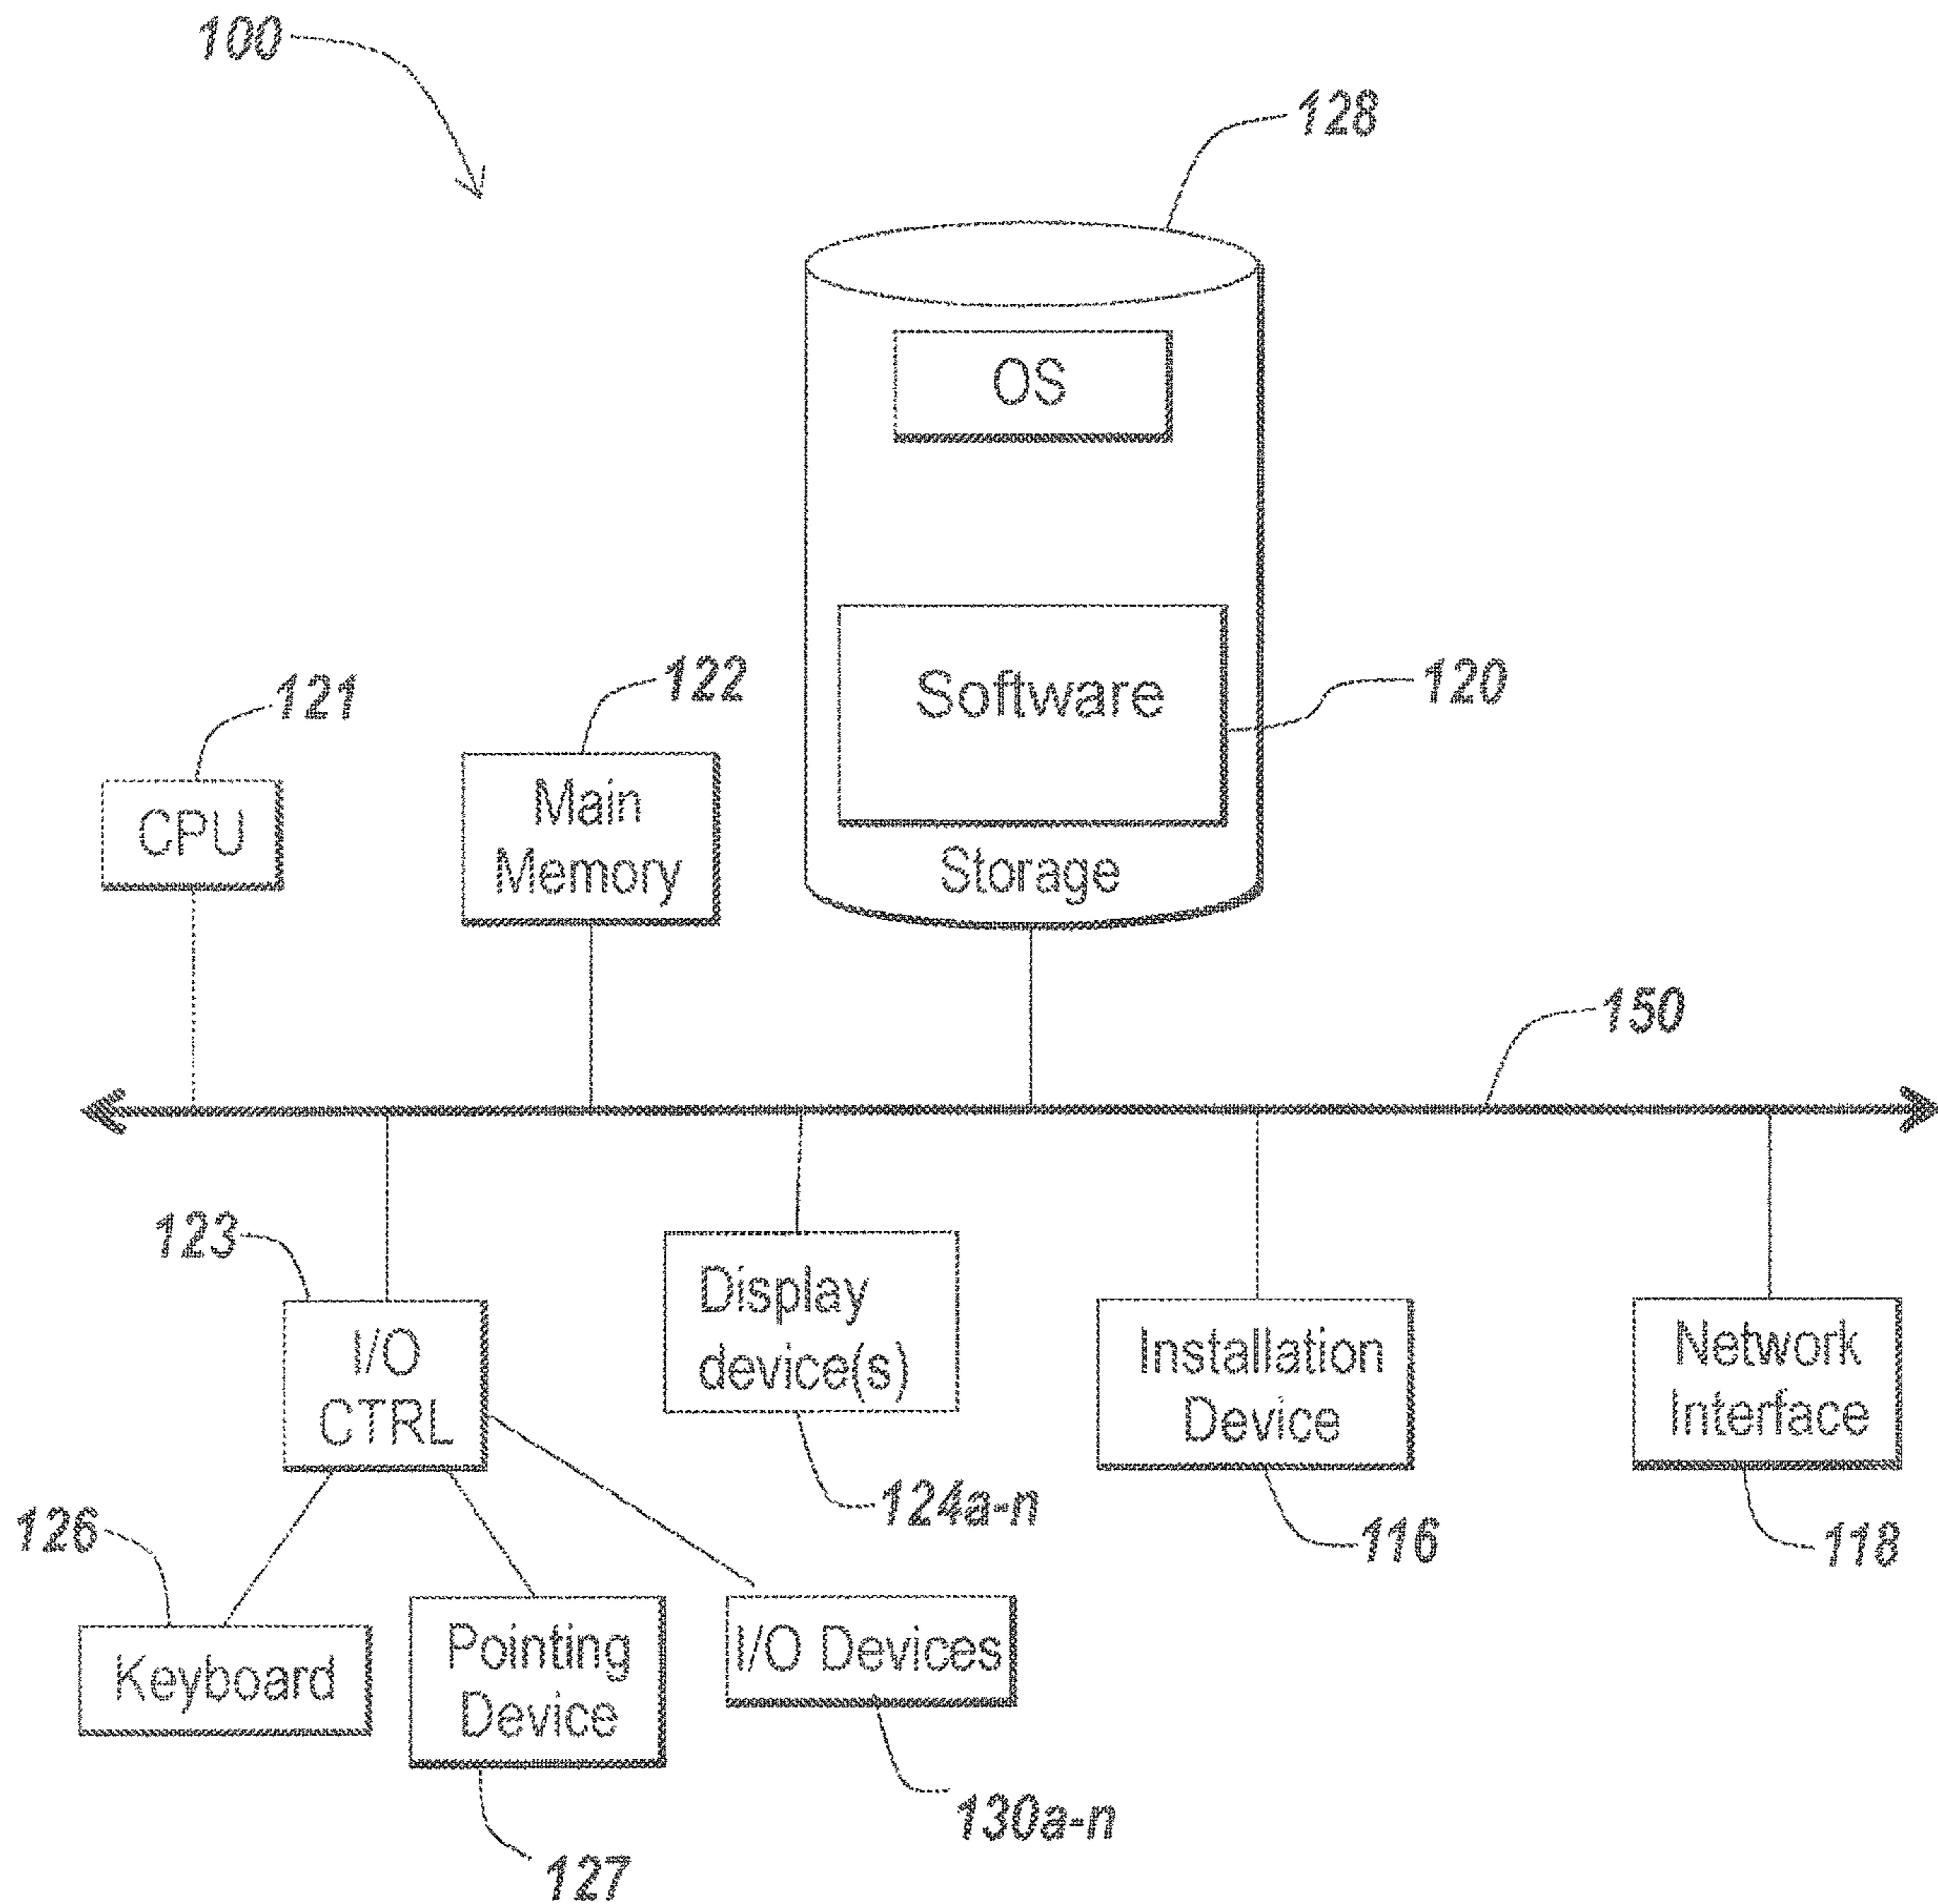 100
128
OS
Software
120
121
122
CPU
Main
Memory
Storage
150
123
I/O
CTRL
Display
device(s)
Installation
Device
Network
Interface
124a-n
116
118
126
Keyboard
Pointing
Device
I/O Devices
130a-n
127